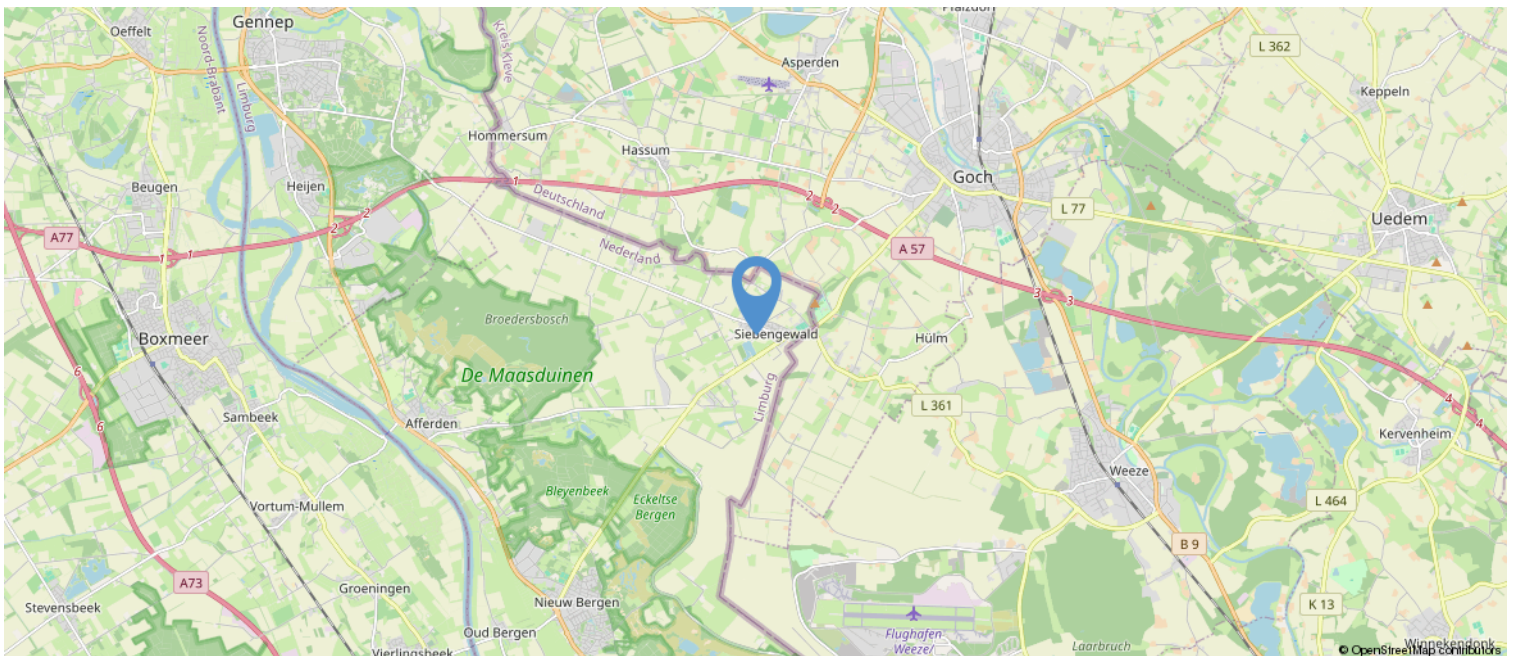 Gennep
Oeffelt
Noord-Brabant
Limburg
Kreis Kleve
Asperden
L 362
Keppeln
Hommersum
Hassum
Goch
Beugen
Heijen
1
2
2
2
2
Deutschland
L 77
Uedem
A77
1
1
2
Nederland
A 57
3
3
Boxmeer
Broedersbosch
Siebengewald
Hülm
De Maasduinen
Limburg
6
6
L 361
4
4
Sambeek
Afferden
Kervenheim
Weeze
Bleyenbeek
Eckeltse
Bergen
L 464
Vortum-Mullem
B 9
A73
Groeningen
Stevensbeek
Nieuw Bergen
K 13
Oud Bergen
Flughafen
Weeze/
Laarbruch
Winnekendonk
Vierlingsbeek
© OpenStreetMap contributors